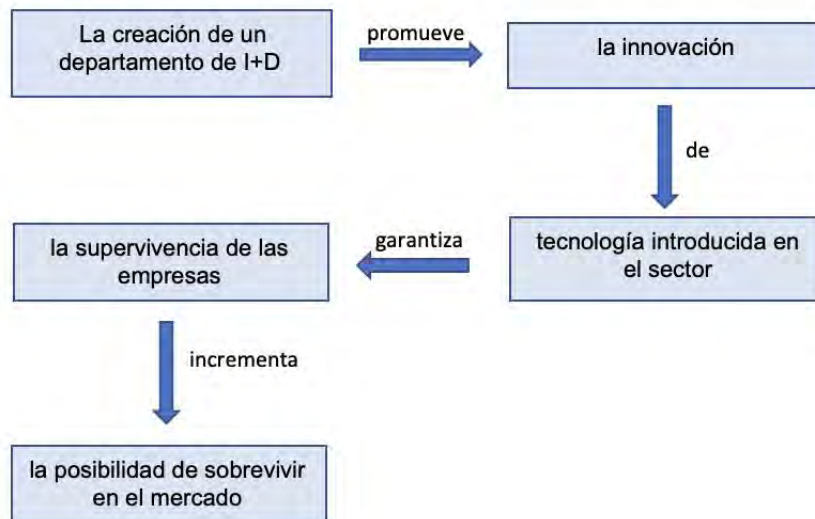 La creación de un
departamento de I+D
promueve
la innovación
de
tecnología introducida en
el sector
garantiza
la supervivencia de las
empresas
incrementa
la posibilidad de sobrevivir
en el mercado